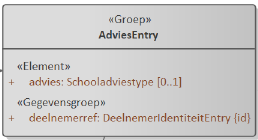 «Groep»
AdviesEntry
«Element»
+ advies: Schooladviestype [0..1]
«Gegevensgroep»
+ deelnemerref: DeelnemerIdentiteitEntry {id}